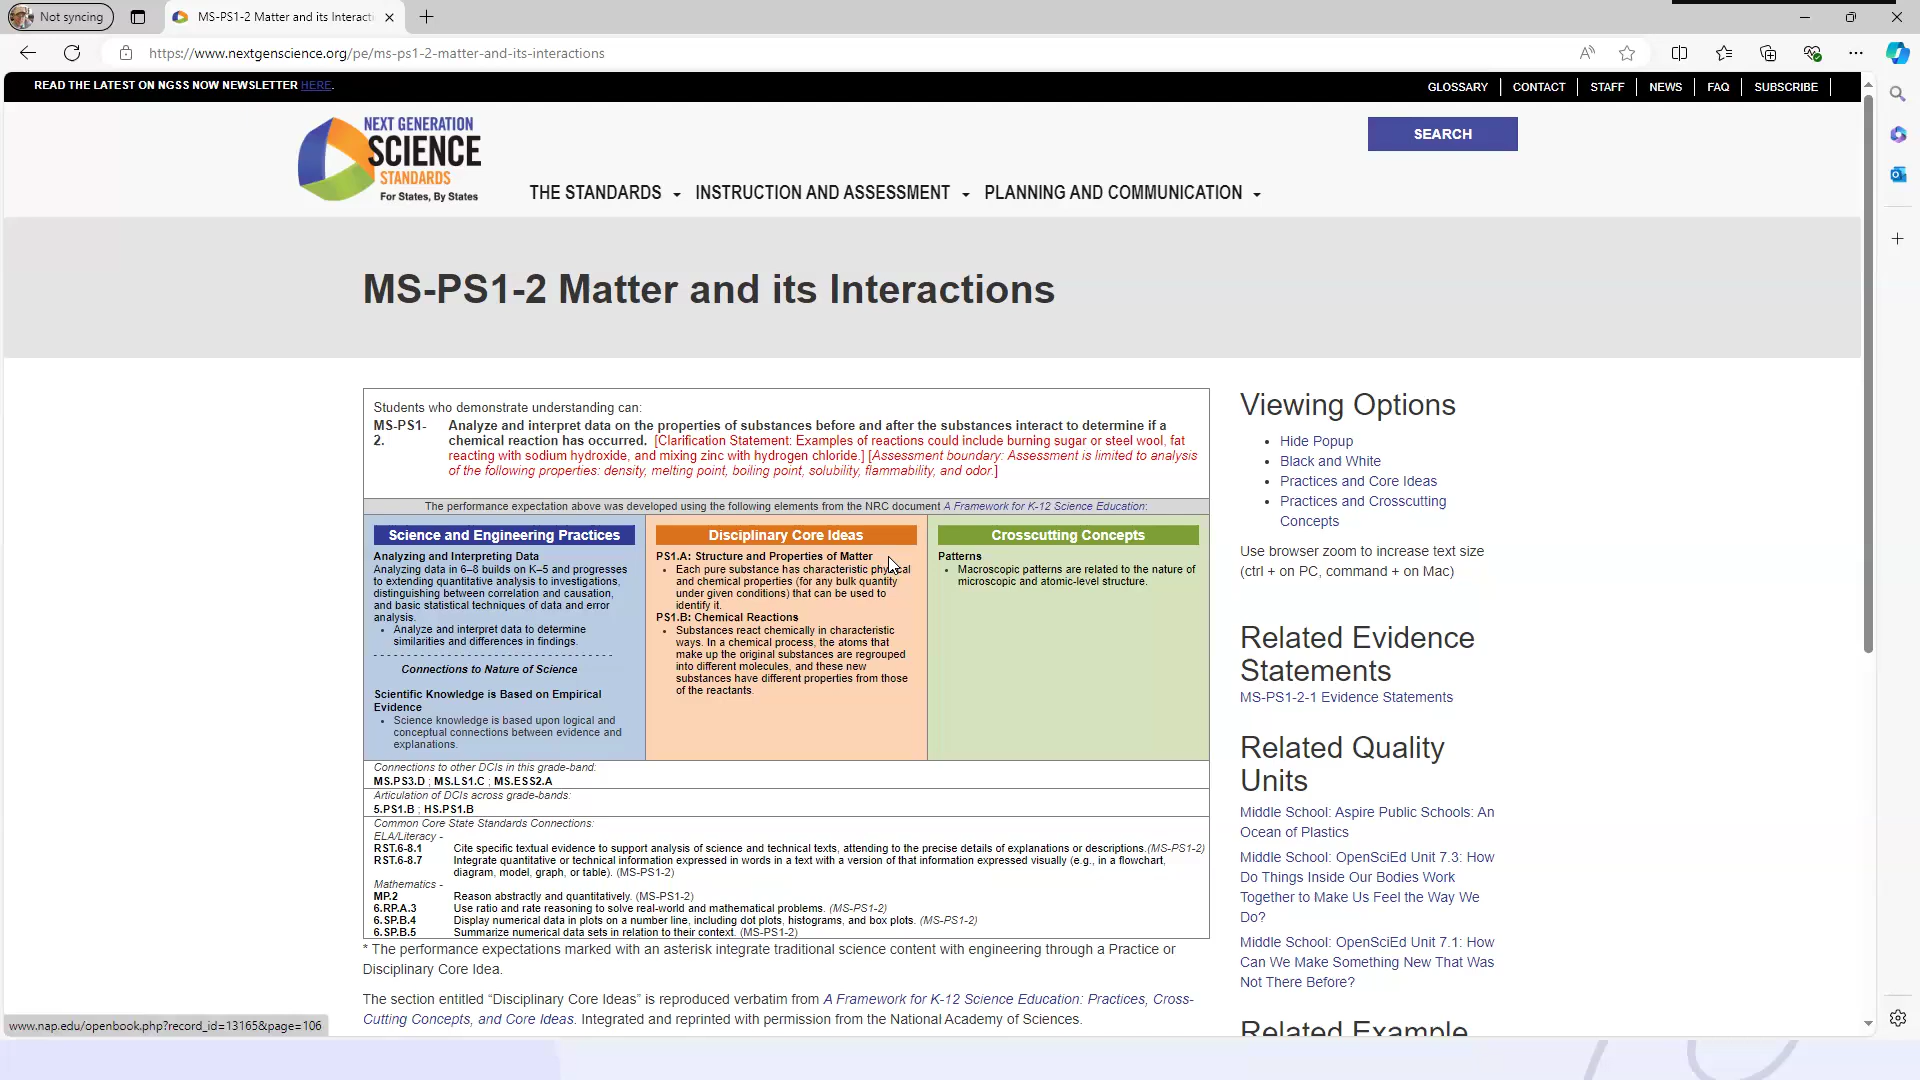 Not syncing
MS-PS1-2 Matter and its Interact
https://www.nextgenscience.org/pe/ms-ps1-2-matter-and-its-interactions
READ THE LATEST ON NGSS NOW NEWSLETTER HERE.
GLOSSARY CONTACT STAFF NEWS FAQ SUBSCRIBE
NEXT GENERATION
SCIENCE
STANDARDS
For States, By States
SEARCH
THE STANDARDS INSTRUCTION AND ASSESSMENT PLANNING AND COMMUNICATION
MS-PS1-2 Matter and its Interactions
Students who demonstrate understanding can:
MS-PS1-
2.
Analyze and interpret data on the properties of substances before and after the substances interact to determine if a
chemical reaction has occurred. [Clarification Statement: Examples of reactions could include burning sugar or steel wool, fat
reacting with sodium hydroxide, and mixing zinc with hydrogen chloride.] [Assessment boundary: Assessment is limited to analysis
of the following properties: density, melting point, boiling point, solubility, flammability, and odor.]
The performance expectation above was developed using the following elements from the NRC document A Framework for K-12 Science Education:
Science and Engineering Practices
Analyzing and Interpreting Data
Analyzing data in 6–8 builds on K–5 and progresses
to extending quantitative analysis to investigations,
distinguishing between correlation and causation,
and basic statistical techniques of data and error
analysis.
• Analyze and interpret data to determine
similarities and differences in findings.
- - - - - - - - - - - - - - - - - - - - - - - - - - - - - - - - -
Connections to Nature of Science
Scientific Knowledge is Based on Empirical
Evidence
• Science knowledge is based upon logical and
conceptual connections between evidence and
explanations.
Disciplinary Core Ideas
PS1.A: Structure and Properties of Matter
• Each pure substance has characteristic physical
and chemical properties (for any bulk quantity
under given conditions) that can be used to
identify it.
PS1.B: Chemical Reactions
• Substances react chemically in characteristic
ways. In a chemical process, the atoms that
make up the original substances are regrouped
into different molecules, and these new
substances have different properties from those
of the reactants.
Crosscutting Concepts
Patterns
• Macroscopic patterns are related to the nature of
microscopic and atomic-level structure.
Connections to other DCIs in this grade-band:
MS.PS3.D ; MS.LS1.C ; MS.ESS2.A
Articulation of DCIs across grade-bands:
5.PS1.B ; HS.PS1.B
Common Core State Standards Connections:
ELA/Literacy -
RST.6-8.1 Cite specific textual evidence to support analysis of science and technical texts, attending to the precise details of explanations or descriptions.(MS-PS1-2)
RST.6-8.7 Integrate quantitative or technical information expressed in words in a text with a version of that information expressed visually (e.g., in a flowchart,
diagram, model, graph, or table). (MS-PS1-2)
Mathematics -
MP.2 Reason abstractly and quantitatively. (MS-PS1-2)
6.RP.A.3 Use ratio and rate reasoning to solve real-world and mathematical problems. (MS-PS1-2)
6.SP.B.4 Display numerical data in plots on a number line, including dot plots, histograms, and box plots. (MS-PS1-2)
6.SP.B.5 Summarize numerical data sets in relation to their context. (MS-PS1-2)
* The performance expectations marked with an asterisk integrate traditional science content with engineering through a Practice or
Disciplinary Core Idea.
The section entitled “Disciplinary Core Ideas” is reproduced verbatim from A Framework for K-12 Science Education: Practices, Cross-
Cutting Concepts, and Core Ideas. Integrated and reprinted with permission from the National Academy of Sciences.
Viewing Options
• Hide Popup
• Black and White
• Practices and Core Ideas
• Practices and Crosscutting
Concepts
Use browser zoom to increase text size
(ctrl + on PC, command + on Mac)
Related Evidence
Statements
MS-PS1-2-1 Evidence Statements
Related Quality
Units
Middle School: Aspire Public Schools: An
Ocean of Plastics
Middle School: OpenSciEd Unit 7.3: How
Do Things Inside Our Bodies Work
Together to Make Us Feel the Way We
Do?
Middle School: OpenSciEd Unit 7.1: How
Can We Make Something New That Was
Not There Before?
Related Example
www.nap.edu/openbook.php?record_id=13165&page=106